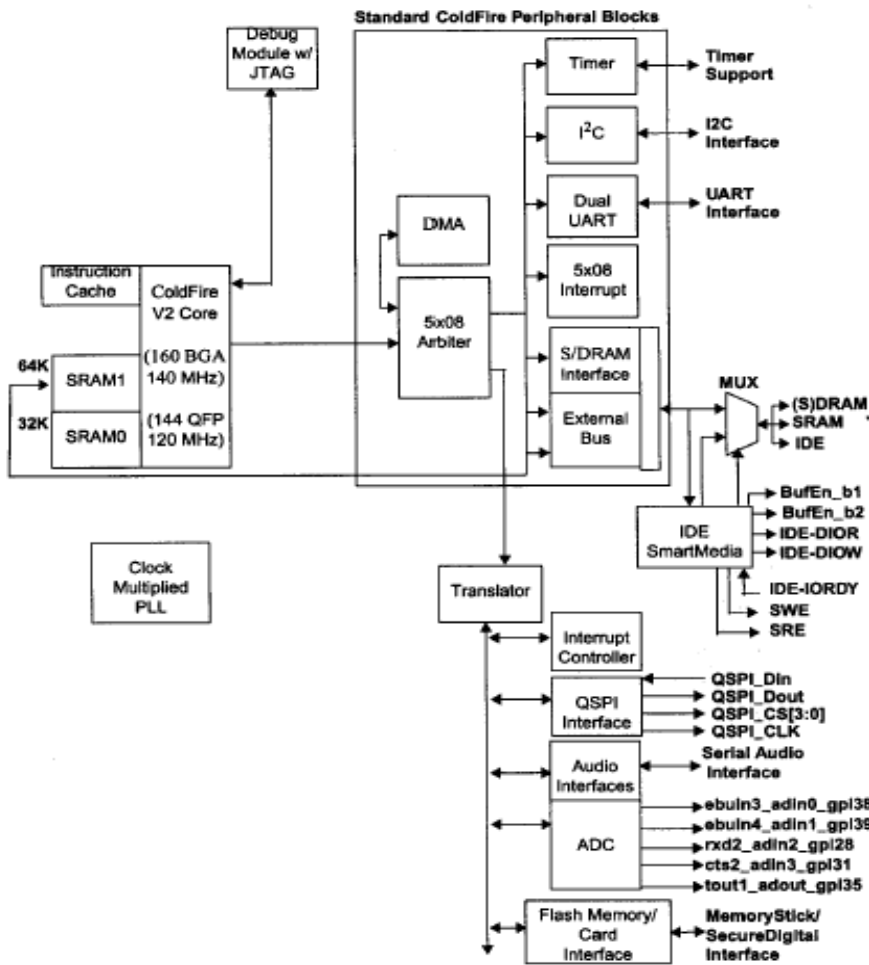 Standard ColdFire Peripheral Blocks
Debug
Module w/
JTAG
Timer
Timer
Support
I²C
I2C
Interface
Dual
UART
UART
Interface
DMA
5x08
Interrupt
Instruction
Cache
ColdFire
V2 Core
5x08
Arbiter
(160 BGA
140 MHz)
(144 QFP
120 MHz)
64K
SRAM1
32K
SRAM0
S/DRAM
Interface
External
Bus
MUX
(S)DRAM
SRAM
IDE
IDE
SmartMedia
BufEn_b1
BufEn_b2
IDE-DIOR
IDE-DIOW
IDE-IORDY
SWE
SRE
Clock
Multiplied
PLL
Translator
Interrupt
Controller
QSPI
Interface
QSPI_Din
QSPI_Dout
QSPI_CS[3:0]
QSPI_CLK
Audio
Interfaces
Serial Audio
Interface
ADC
ebuin3_adin0_gpi38
ebuin4_adin1_gpi39
rxd2_adin2_gpi28
cts2_adin3_gpi31
tout1_adout_gpi35
Flash Memory/
Card
Interface
MemoryStick/
SecureDigital
Interface